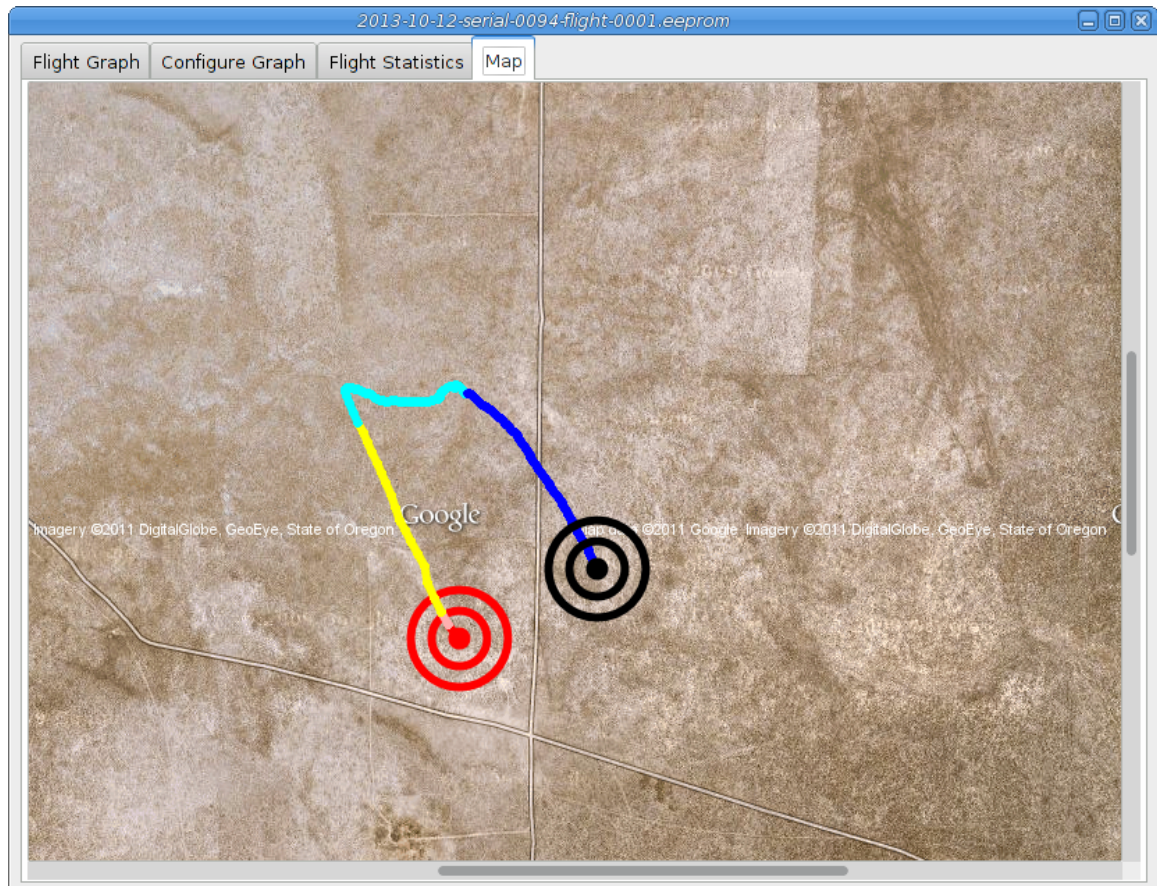 2013-10-12-serial-0094-flight-0001.eeprom
Flight Graph
Configure Graph
Flight Statistics
Map
Google
Imagery ©2011 DigitalGlobe, GeoEye, State of Oregon
©2011 Google Imagery ©2011 DigitalGlobe, GeoEye, State of Oregon